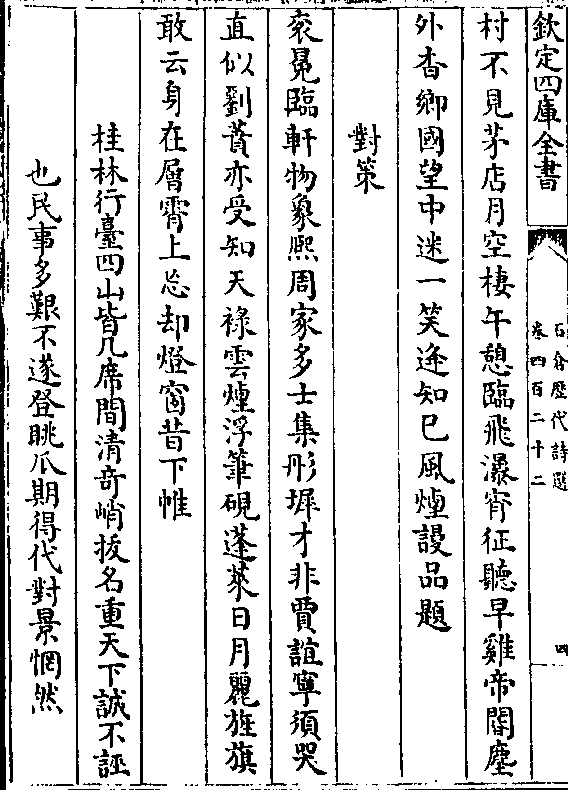 欽定四庫全書
石倉歷代詩選
卷四百二十二
四
村不見茅店月空棲午憩臨飛瀑宵征聽早雞帝閽塵
外杳鄉國望中迷一笑逢知己風煙謾品題
對策
衮冕臨軒物象熙周家多士集彤墀才非賈誼寧須哭
直似劉蕡亦受知天祿雲煙浮筆硯蓬萊日月麗旌旗
敢云身在層霄上忘却燈窗昔下帷
桂林行臺四山皆几席間清奇峭拔名重天下誠不誣
也民事多艱不遂登眺瓜期得代對景惘然